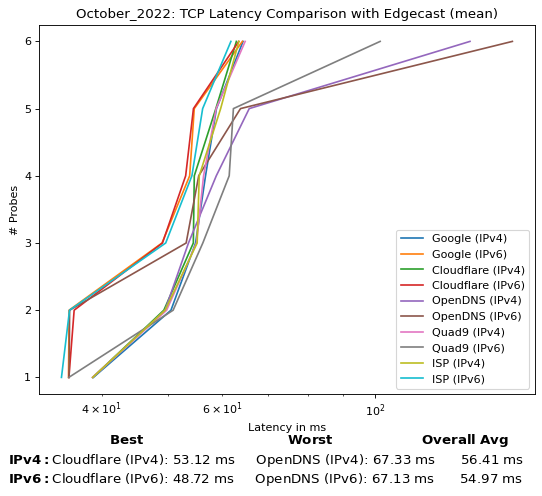 October_2022: TCP Latency Comparison with Edgecast (mean)
6
5
4
3
2
1
# Probes
Google (IPv4)
Google (IPv6)
Cloudflare (IPv4)
Cloudflare (IPv6)
OpenDNS (IPv4)
OpenDNS (IPv6)
Quad9 (IPv4)
Quad9 (IPv6)
ISP (IPv4)
ISP (IPv6)
4 × 10¹ 6 × 10¹ 10²
Latency in ms
Best Worst Overall Avg
IPv4: Cloudflare (IPv4): 53.12 ms OpenDNS (IPv4): 67.33 ms 56.41 ms
IPv6: Cloudflare (IPv6): 48.72 ms OpenDNS (IPv6): 67.13 ms 54.97 ms